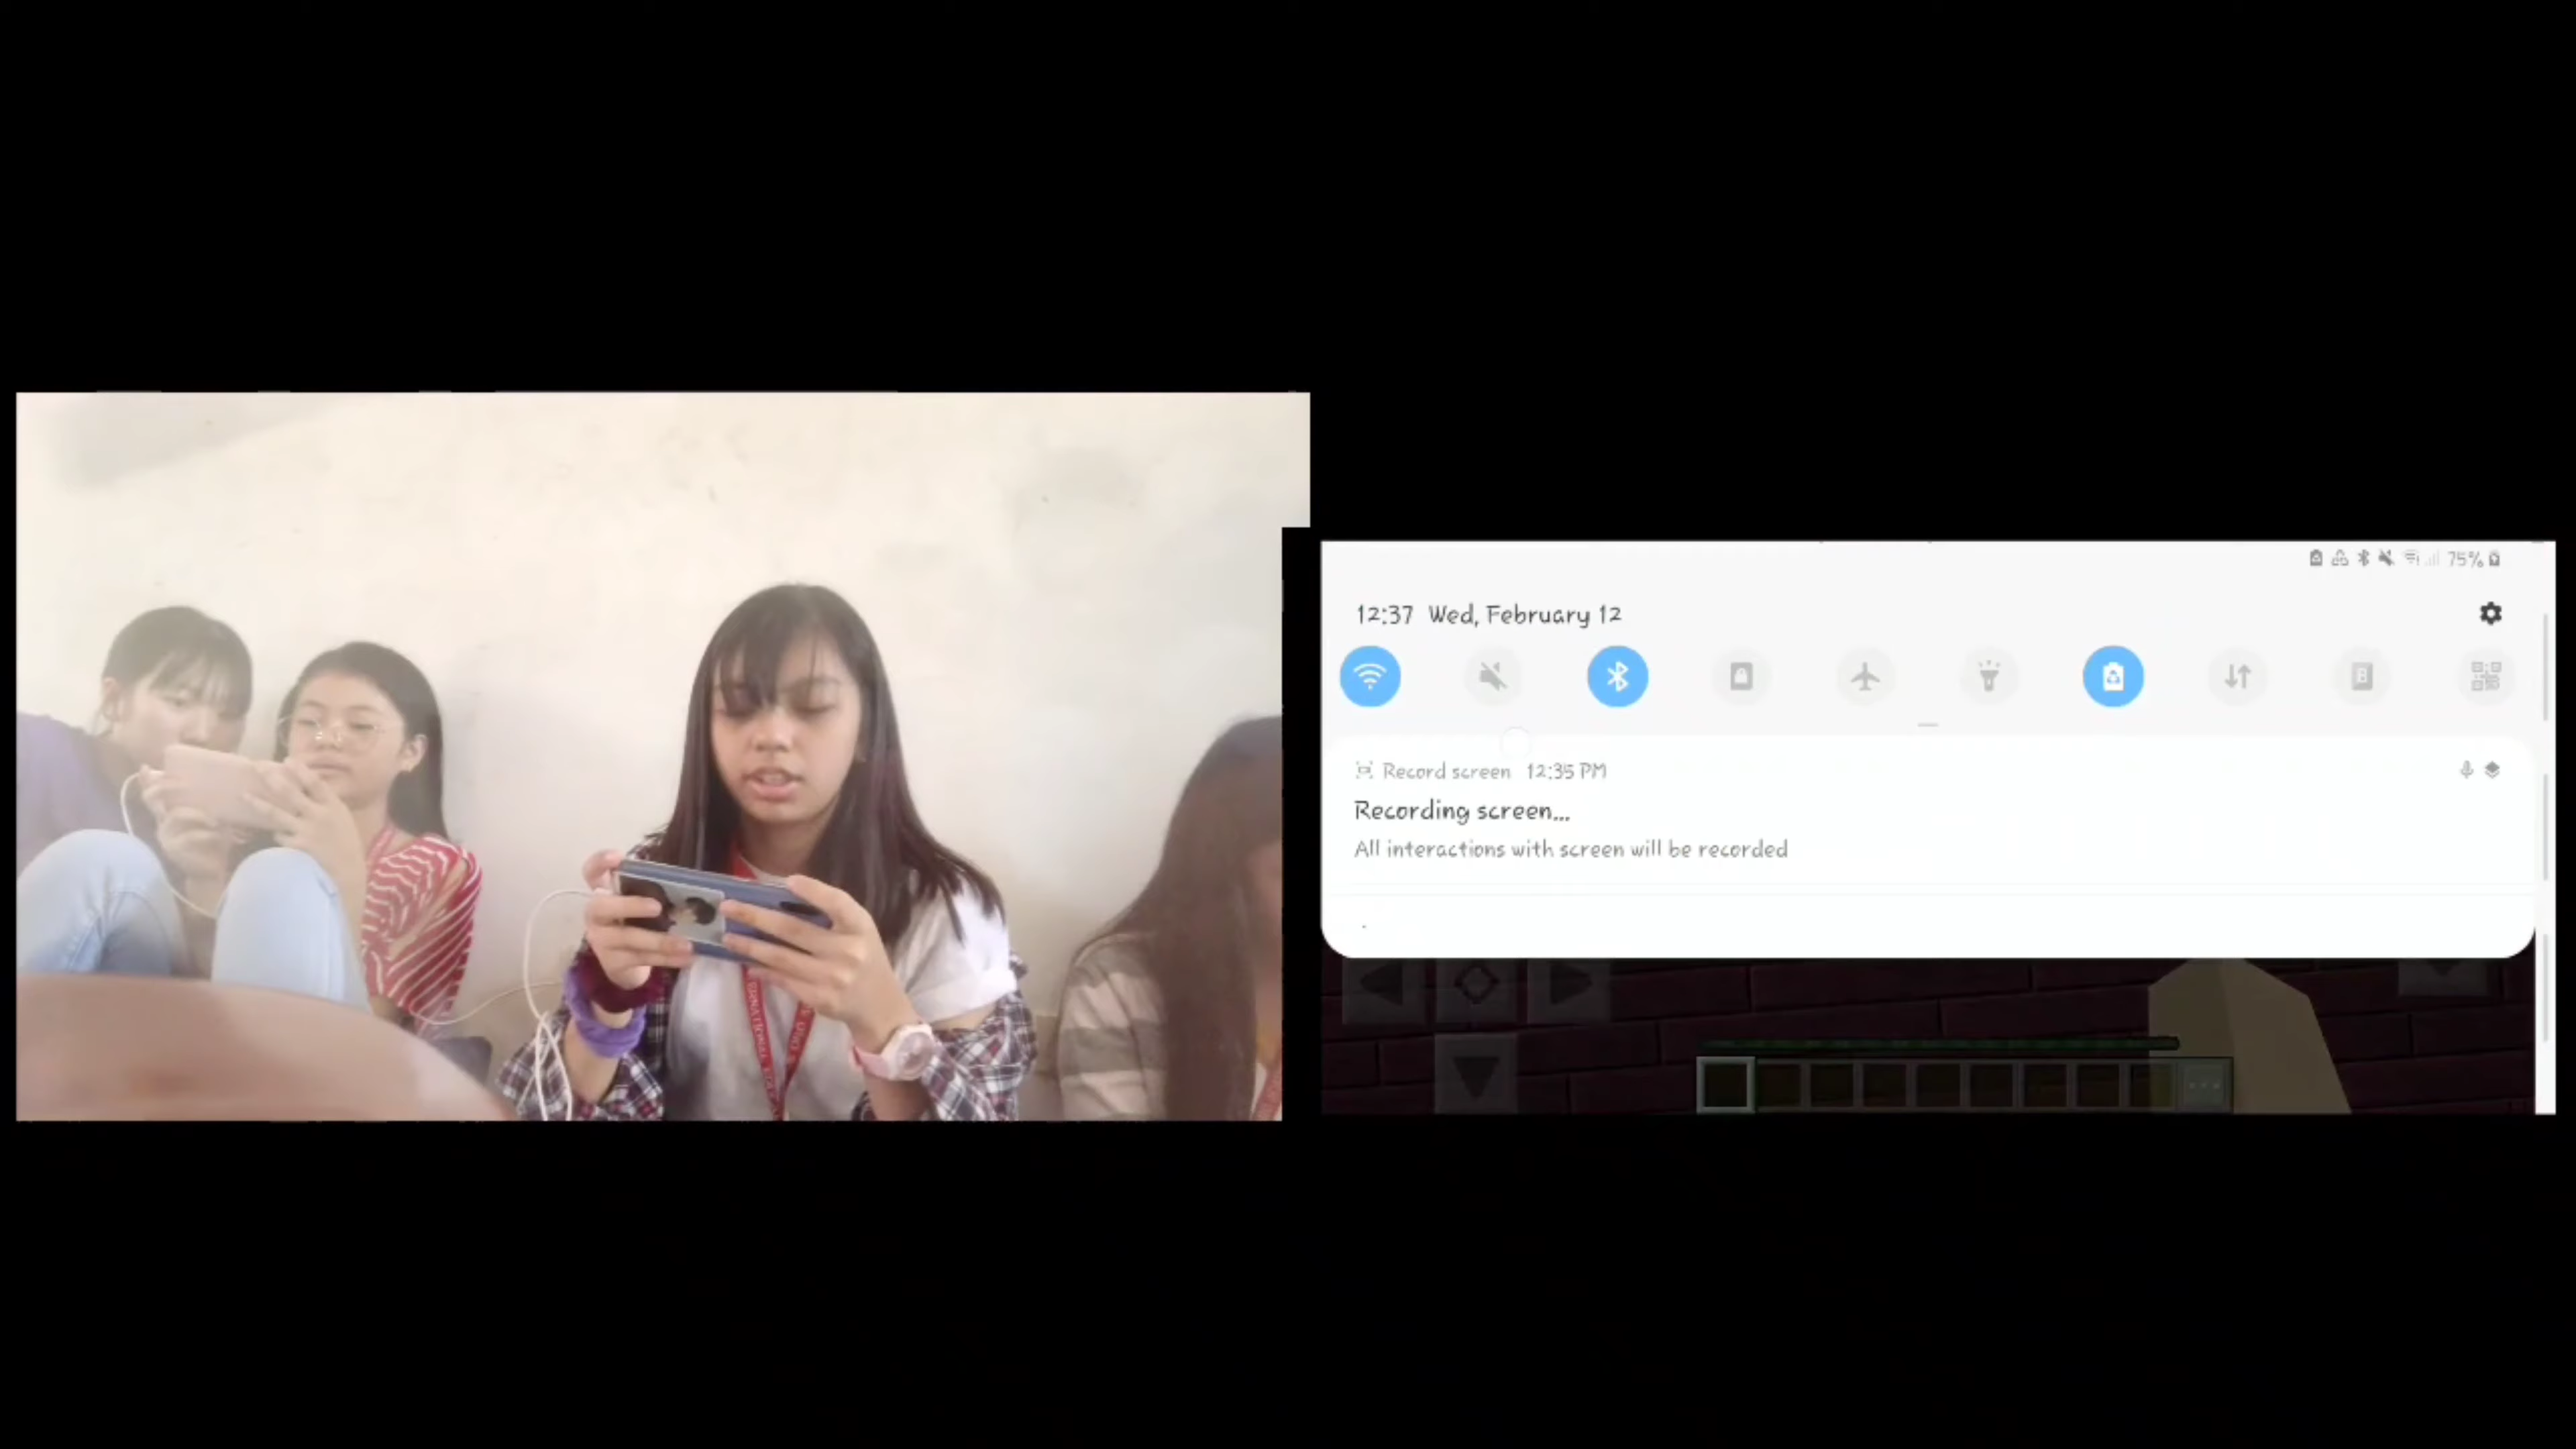 75%
12:37 Wed, February 12
Record screen 12:35 PM
Recording screen...
All interactions with screen will be recorded